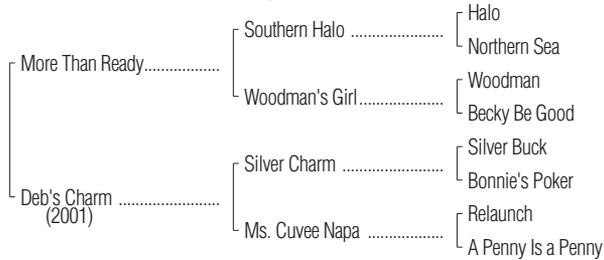 Halo
Southern Halo ....................
Northern Sea
More Than Ready.................
Woodman
Woodman's Girl...................
Becky Be Good
Silver Buck
Silver Charm ......................
Bonnie's Poker
Deb's Charm ......................
(2001)
Relaunch
Ms. Cuvee Napa .................
A Penny Is a Penny